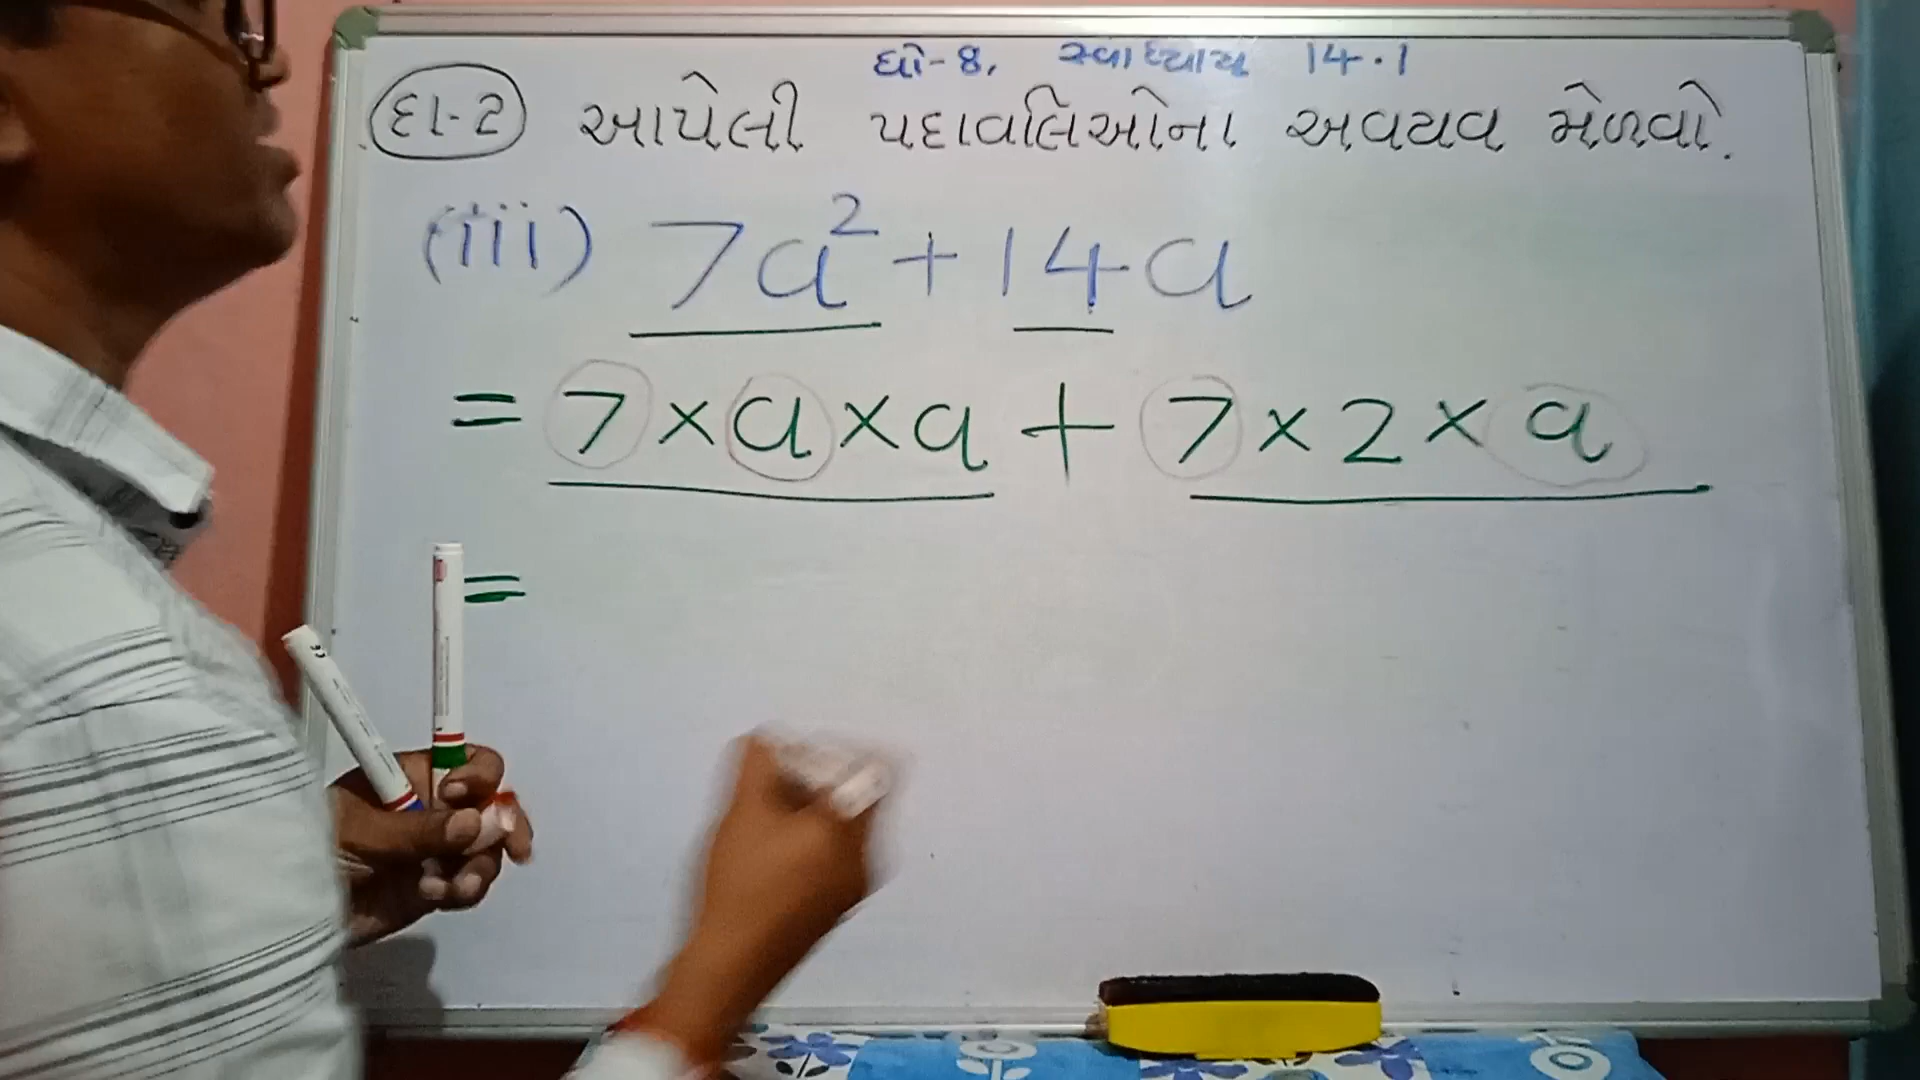 ધો-8, સ્વાધ્યાય 14.1
દા-2 આપેલી પદાવલિઓના અવયવ મેળવો.
(iii) 7a²+14a
= 7×a×a + 7×2×a
=